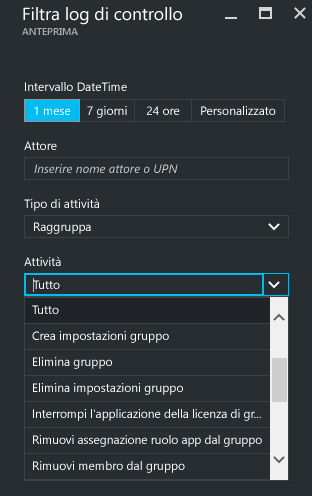 Filtra log di controllo
ANTEPRIMA
Intervallo DateTime
1 mese 7 giorni 24 ore Personalizzato
Attore
Inserire nome attore o UPN
Tipo di attività
Raggruppa
Attività
Tutto
Tutto
Crea impostazioni gruppo
Elimina gruppo
Elimina impostazioni gruppo
Interrompi l'applicazione della licenza di gr...
Rimuovi assegnazione ruolo app dal gruppo
Rimuovi membro dal gruppo